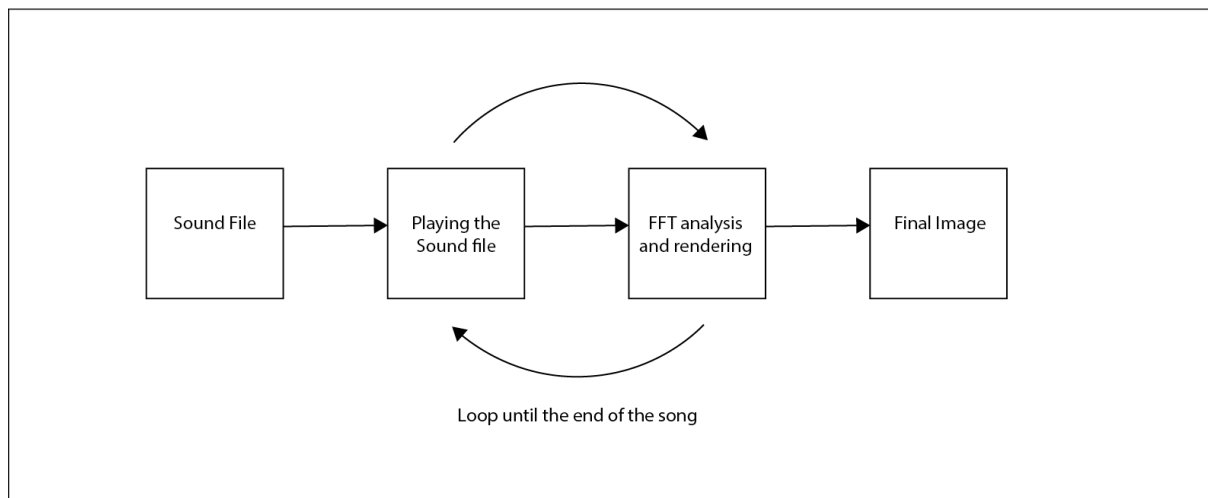 Sound File
Playing the
Sound file
FFT analysis
and rendering
Final Image
Loop until the end of the song